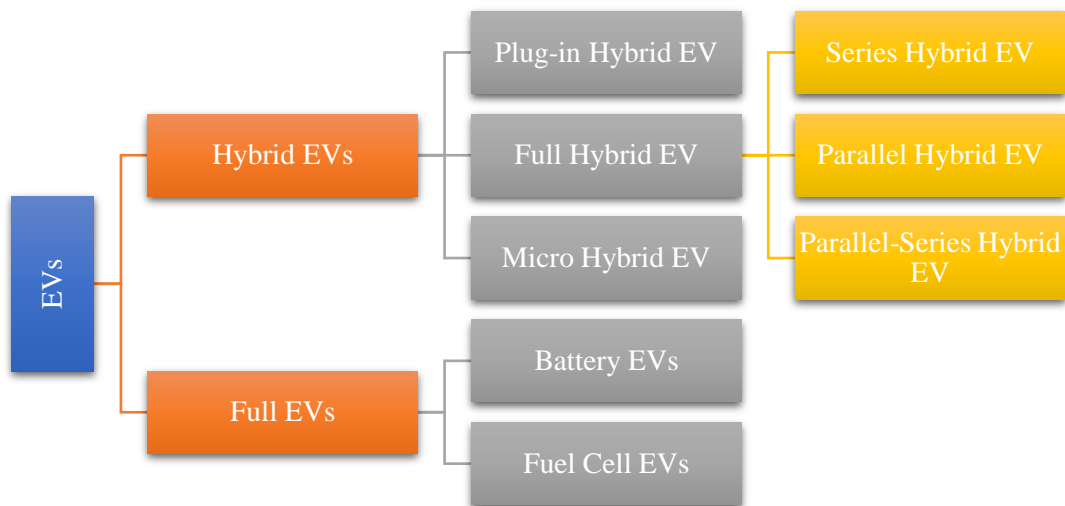 Plug-in Hybrid EV
Series Hybrid EV
Hybrid EVs
Full Hybrid EV
Parallel Hybrid EV
Micro Hybrid EV
Parallel-Series Hybrid
EV
EVs
Battery EVs
Full EVs
Fuel Cell EVs